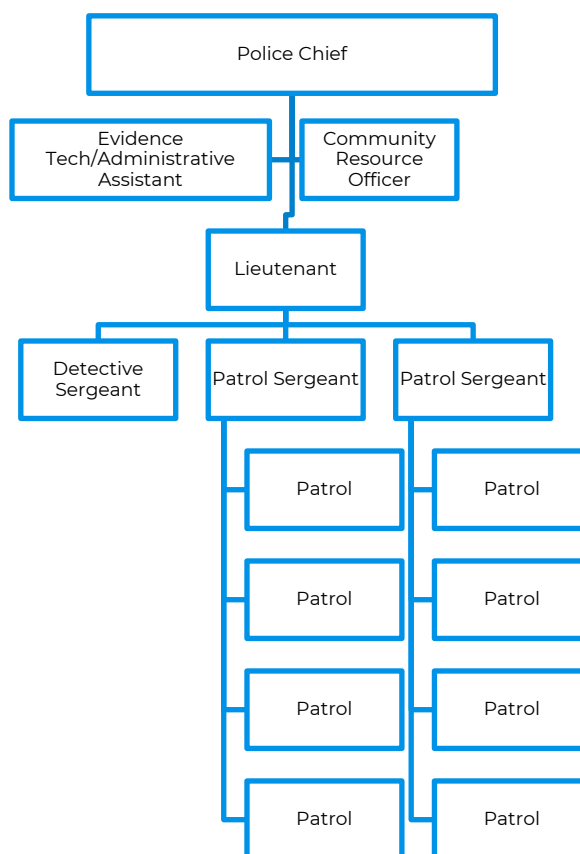 Police Chief
Evidence
Tech/Administrative
Assistant
Community
Resource
Officer
Lieutenant
Detective
Sergeant
Patrol Sergeant
Patrol Sergeant
Patrol
Patrol
Patrol
Patrol
Patrol
Patrol
Patrol
Patrol